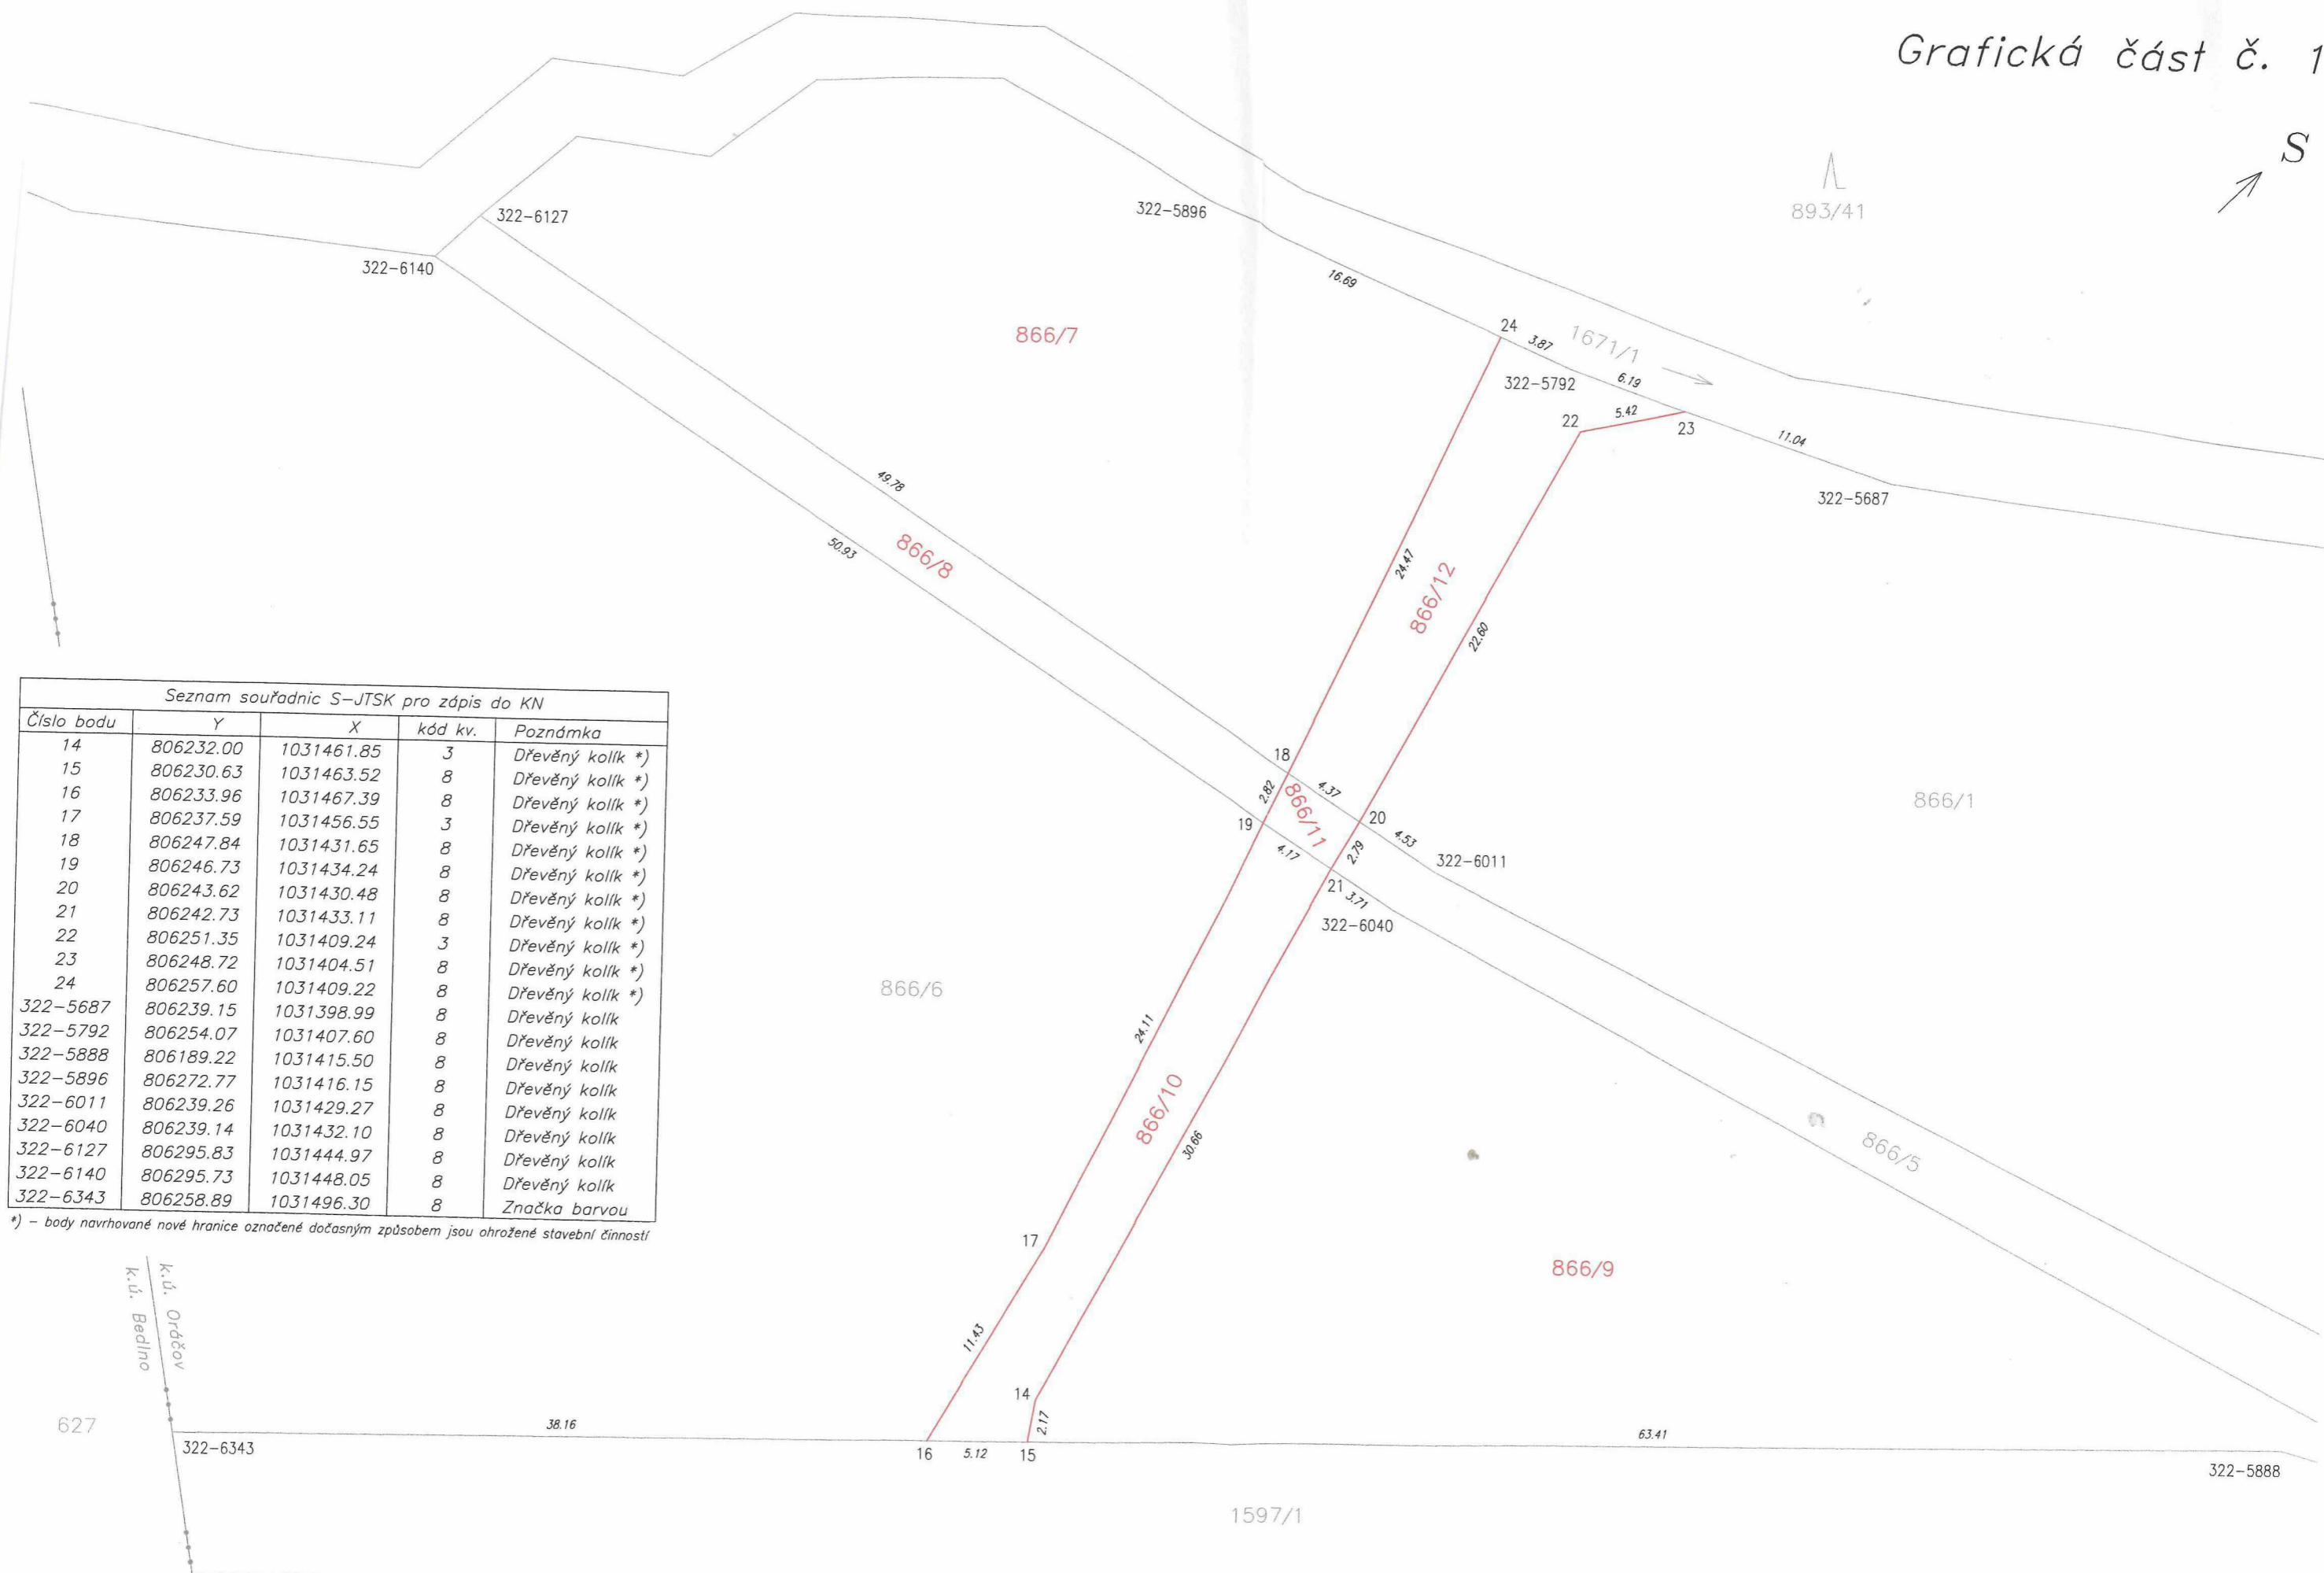 Grafická část č. 1
S
893/41
322-6127
322-5896
322-6140
16.69
866/7
24
3.87
1671/1
322-5792
6.19
5.42
22
23
11.04
322-5687
49.78
50.93
866/8
24.47
866/12
22.60
Seznam souřadnic S-JTSK pro zápis do KN
Číslo bodu Y X kód kv. Poznámka
14 806232.00 1031461.85 3 Dřevěný kolík *)
15 806230.63 1031463.52 8 Dřevěný kolík *)
16 806233.96 1031467.39 8 Dřevěný kolík *)
17 806237.59 1031456.55 3 Dřevěný kolík *)
18 806247.84 1031431.65 8 Dřevěný kolík *)
19 806246.73 1031434.24 8 Dřevěný kolík *)
20 806243.62 1031430.48 8 Dřevěný kolík *)
21 806242.73 1031433.11 8 Dřevěný kolík *)
22 806251.35 1031409.24 3 Dřevěný kolík *)
23 806248.72 1031404.51 8 Dřevěný kolík *)
24 806257.60 1031409.22 8 Dřevěný kolík *)
322-5687 806239.15 1031398.99 8 Dřevěný kolík
322-5792 806254.07 1031407.60 8 Dřevěný kolík
322-5888 806189.22 1031415.50 8 Dřevěný kolík
322-5896 806272.77 1031416.15 8 Dřevěný kolík
322-6011 806239.26 1031429.27 8 Dřevěný kolík
322-6040 806239.14 1031432.10 8 Dřevěný kolík
322-6127 806295.83 1031444.97 8 Dřevěný kolík
322-6140 806295.73 1031448.05 8 Dřevěný kolík
322-6343 806258.89 1031496.30 8 Značka barvou
*) - body navrhované nové hranice označené dočasným způsobem jsou ohrožené stavební činností
18
2.82
866/11
4.37
19
20
4.53
866/1
4.17
2.79
322-6011
21
3.71
322-6040
866/6
24.11
866/10
30.66
866/5
17
866/9
k.ú. Oráčov
k.ú. Bedlno
11.43
14
2.17
627
322-6343
38.16
16
5.12
15
63.41
322-5888
1597/1